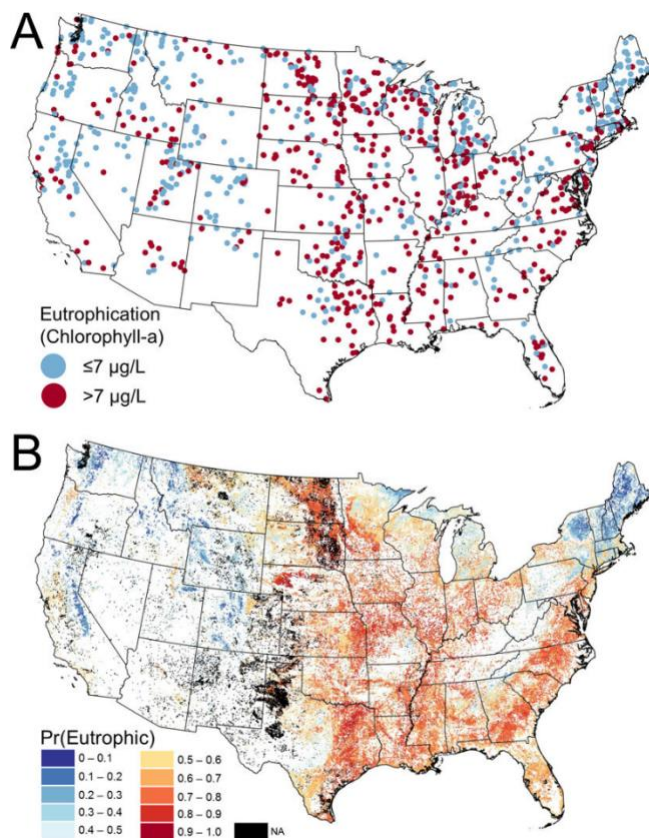 A
Eutrophication
(Chlorophyll-a)
≤7 µg/L
>7 µg/L
B
Pr(Eutrophic)
0 – 0.1
0.1 – 0.2
0.2 – 0.3
0.3 – 0.4
0.4 – 0.5
0.5 – 0.6
0.6 – 0.7
0.7 – 0.8
0.8 – 0.9
0.9 – 1.0
NA